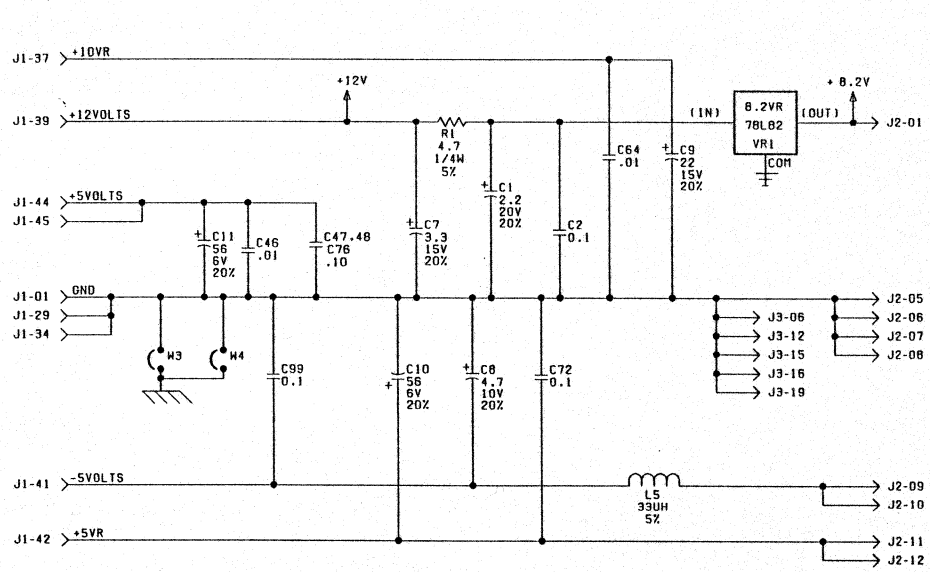 J1-37 +10VR
+12V
+ 8.2V
J1-39 +12VOLTS
R1
4.7
1/4W
5%
(IN)
8.2VR
78L82
VR1
(OUT)
J2-01
COM
C64
.01
+ C9
22
15V
20%
J1-44 +5VOLTS
J1-45
+ C11
56
6V
20%
C46
.01
C47,48
C76
.10
+ C7
3.3
15V
20%
+ C1
2.2
20V
20%
C2
0.1
J1-01 GND
J1-29
J1-34
J2-05
J2-06
J2-07
J2-08
J3-06
J3-12
J3-15
J3-16
J3-19
W3
W4
C99
0.1
+ C10
56
6V
20%
+ C8
4.7
10V
20%
C72
0.1
J1-41 -5VOLTS
L5
33UH
5%
J2-09
J2-10
J1-42 +5VR
J2-11
J2-12